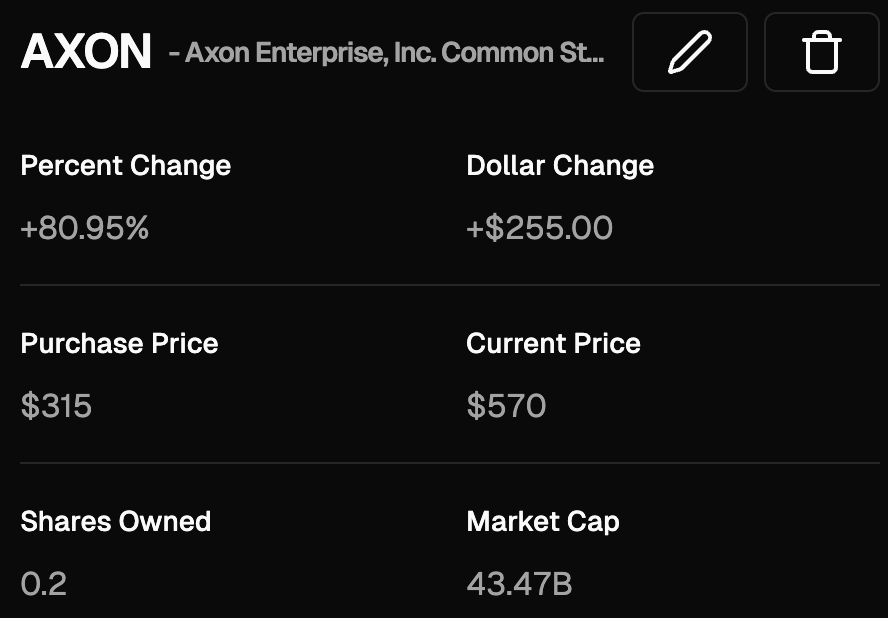 AXON - Axon Enterprise, Inc. Common St...
Percent Change Dollar Change
+80.95% +$255.00
Purchase Price Current Price
$315 $570
Shares Owned Market Cap
0.2 43.47B